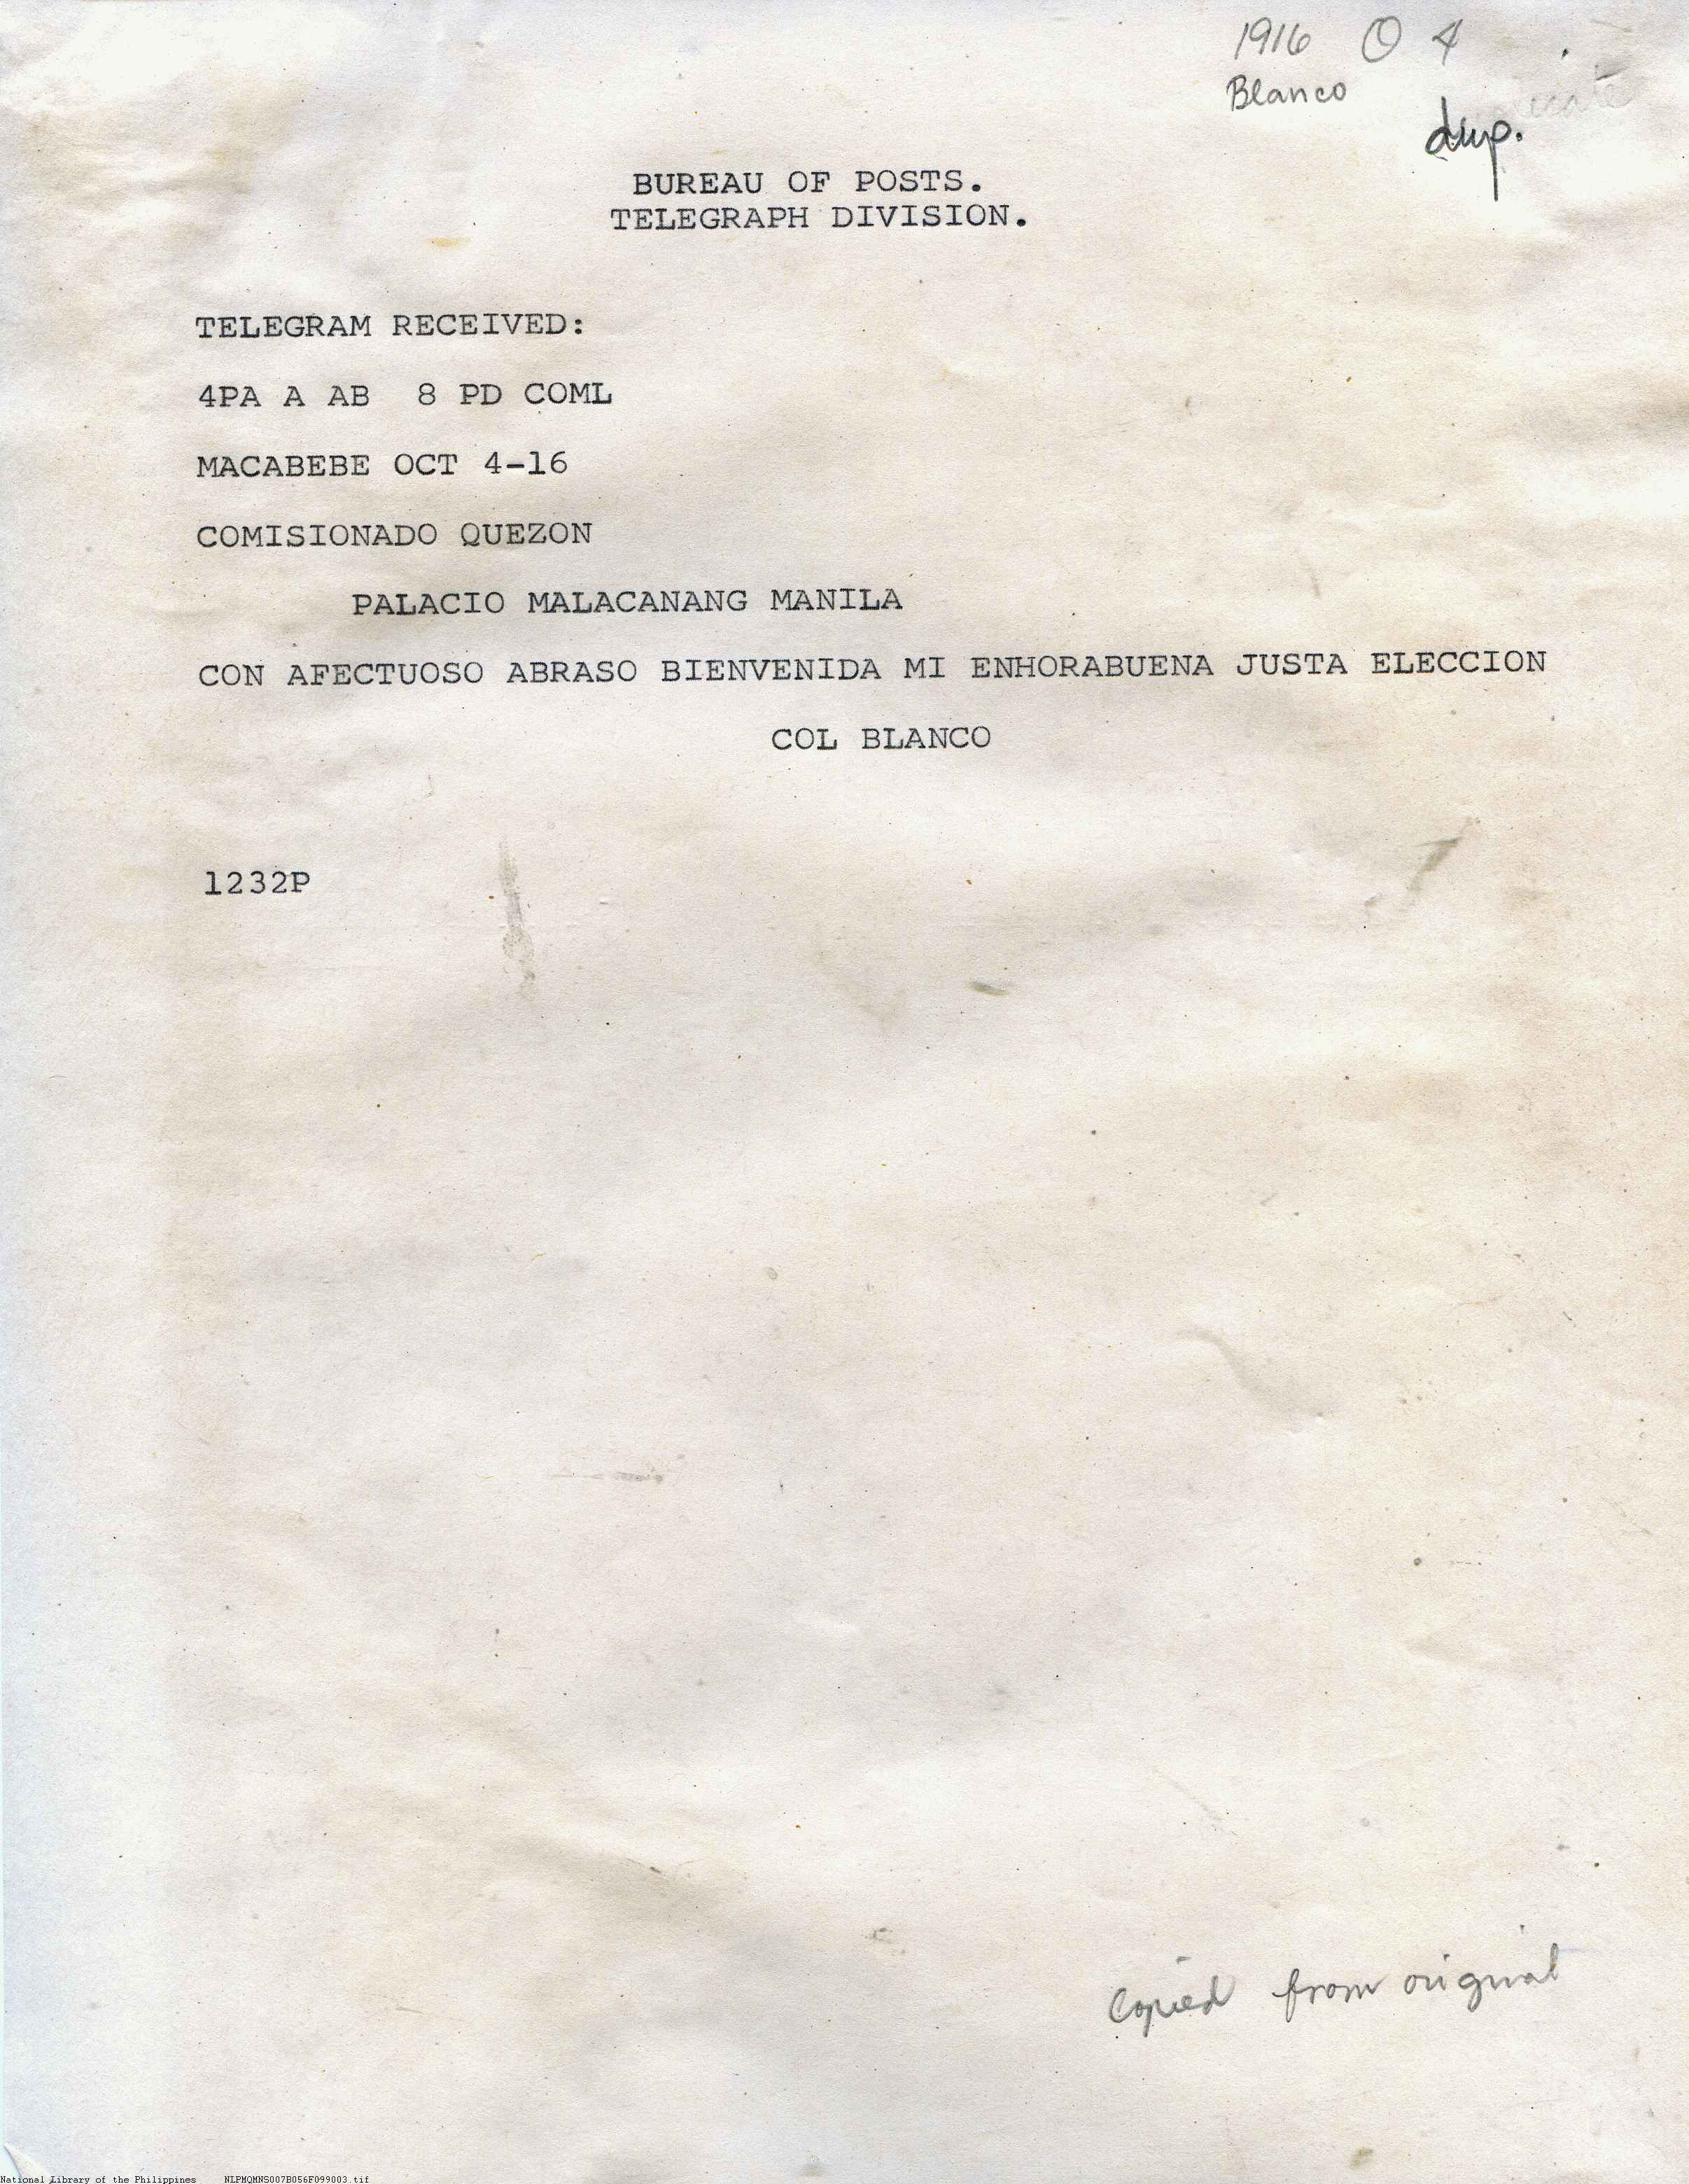 1916 O 4
Blanco
dup.
BUREAU OF POSTS.
TELEGRAPH DIVISION.
TELEGRAM RECEIVED:
4PA A AB 8 PD COML
MACABEBE OCT 4-16
COMISIONADO QUEZON
PALACIO MALACANANG MANILA
CON AFECTUOSO ABRASO BIENVENIDA MI ENHORABUENA JUSTA ELECCION
COL BLANCO
1232P
Copied from original
National Library of the Philippines NLPMQMNS007B056F099003.tif